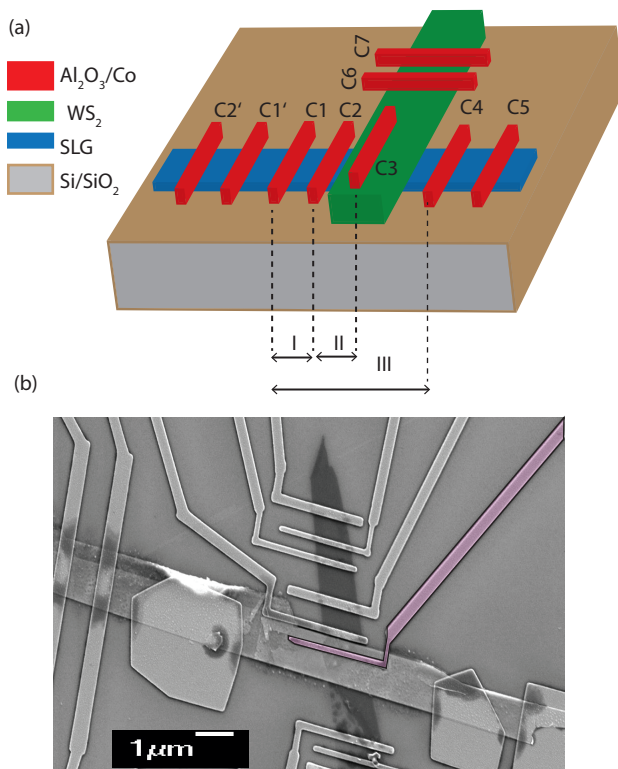 (a)
Al₂O₃/Co
WS₂
SLG
Si/SiO₂
C7
C6
C2' C1' C1 C2 C4 C5
C3
I
II
III
(b)
1μm